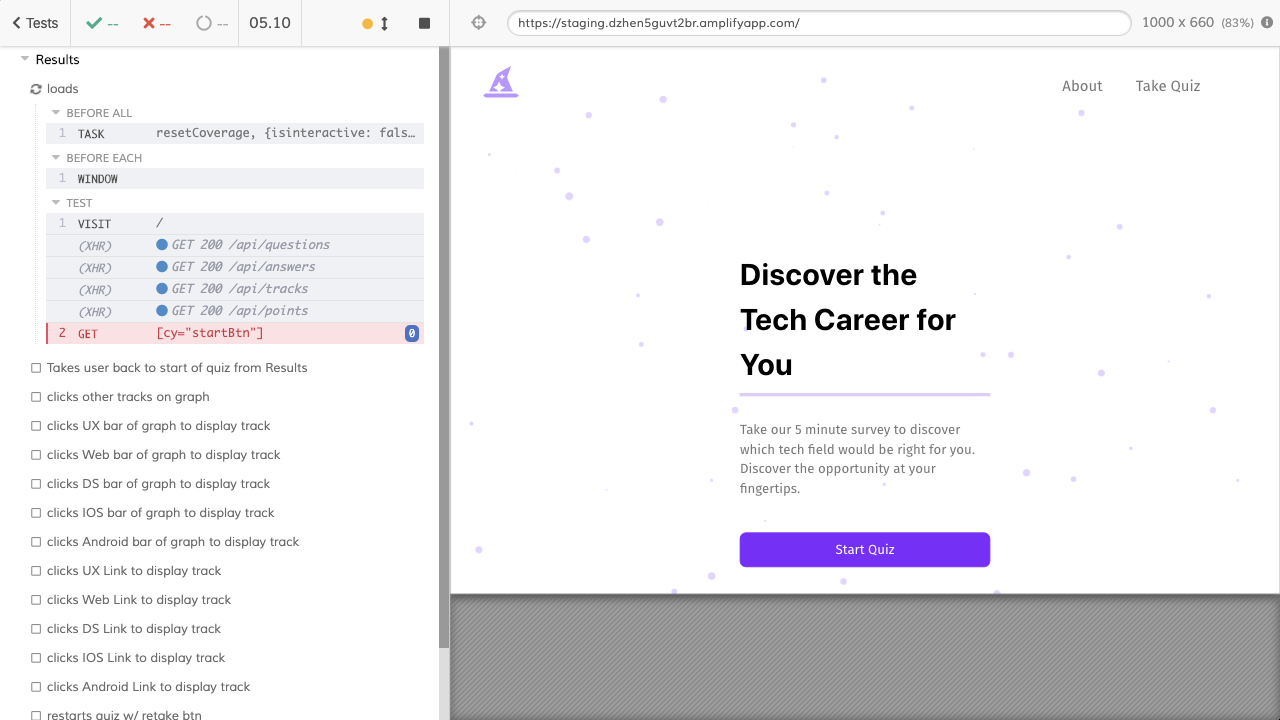 Tests
--
--
--
05.10
https://staging.dzhen5guvt2br.amplifyapp.com/
1000 x 660 (83%)
Results
loads
BEFORE ALL
1 TASK resetCoverage, {isinteractive: fals…
BEFORE EACH
1 WINDOW
TEST
1 VISIT /
(XHR) GET 200 /api/questions
(XHR) GET 200 /api/answers
(XHR) GET 200 /api/tracks
(XHR) GET 200 /api/points
2 GET [cy="startBtn"] 0
Takes user back to start of quiz from Results
clicks other tracks on graph
clicks UX bar of graph to display track
clicks Web bar of graph to display track
clicks DS bar of graph to display track
clicks IOS bar of graph to display track
clicks Android bar of graph to display track
clicks UX Link to display track
clicks Web Link to display track
clicks DS Link to display track
clicks IOS Link to display track
clicks Android Link to display track
restarts quiz w/ retake btn
About
Take Quiz
Discover the
Tech Career for
You
Take our 5 minute survey to discover
which tech field would be right for you.
Discover the opportunity at your
fingertips.
Start Quiz